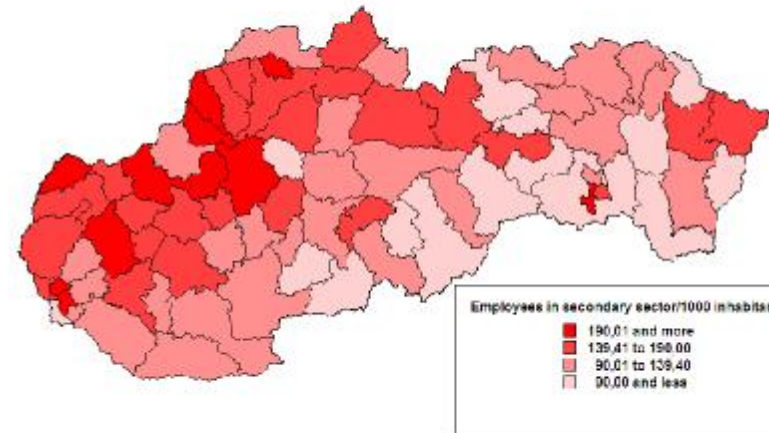 Employees in secondary sector/1000 inhabitan
190,01 and more
139,41 to 190,00
90,01 to 139,40
90,00 and less